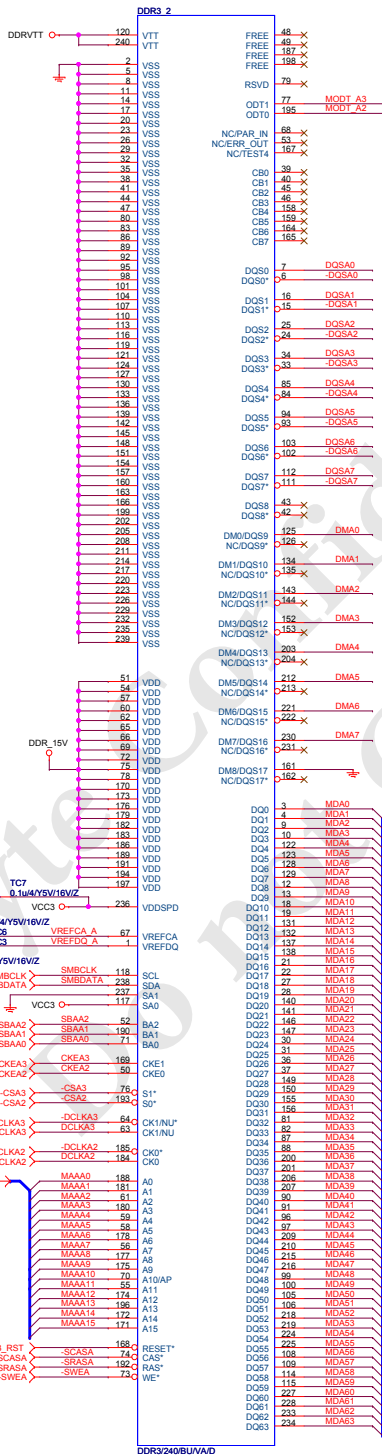 DDR3_2
DDRVTT 120 VTT FREE 48
240 VTT FREE 49
FREE 187
2 VSS FREE 198
5 VSS
8 VSS RSVD 79
11 VSS
14 VSS ODT1 77 MODT_A3
17 VSS ODT0 195 MODT_A2
20 VSS
23 VSS NC/PAR_IN 68
26 VSS NC/ERR_OUT 53
29 VSS NC/TEST4 167
32 VSS
35 VSS CB0 39
38 VSS CB1 40
41 VSS CB2 45
44 VSS CB3 46
47 VSS CB4 158
80 VSS CB5 159
83 VSS CB6 164
86 VSS CB7 165
89 VSS
92 VSS
95 VSS DQS0 7 DQSA0
98 VSS DQS0* 6 -DQSA0
101 VSS
104 VSS DQS1 16 DQSA1
107 VSS DQS1* 15 -DQSA1
110 VSS
113 VSS DQS2 25 DQSA2
116 VSS DQS2* 24 -DQSA2
119 VSS
121 VSS DQS3 34 DQSA3
124 VSS DQS3* 33 -DQSA3
127 VSS
130 VSS DQS4 85 DQSA4
133 VSS DQS4* 84 -DQSA4
136 VSS
139 VSS DQS5 94 DQSA5
142 VSS DQS5* 93 -DQSA5
145 VSS
148 VSS DQS6 103 DQSA6
151 VSS DQS6* 102 -DQSA6
154 VSS
157 VSS DQS7 112 DQSA7
160 VSS DQS7* 111 -DQSA7
163 VSS
166 VSS DQS8 43
199 VSS DQS8* 42
202 VSS
205 VSS DM0/DQS9 125 DMA0
208 VSS NC/DQS9* 126
211 VSS
214 VSS DM1/DQS10 134 DMA1
217 VSS NC/DQS10* 135
220 VSS
223 VSS DM2/DQS11 143 DMA2
226 VSS NC/DQS11* 144
229 VSS
232 VSS DM3/DQS12 152 DMA3
235 VSS NC/DQS12* 153
239 VSS
DM4/DQS13 203 DMA4
NC/DQS13* 204
51 VDD DM5/DQS14 212 DMA5
54 VDD NC/DQS14* 213
57 VDD
60 VDD DM6/DQS15 221 DMA6
62 VDD NC/DQS15* 222
65 VDD
66 VDD DM7/DQS16 230 DMA7
69 VDD NC/DQS16* 231
DDR_15V 72 VDD
75 VDD DM8/DQS17 161
78 VDD NC/DQS17* 162
170 VDD
173 VDD
176 VDD DQ0 3 MDA0
179 VDD DQ1 4 MDA1
182 VDD DQ2 9 MDA2
183 VDD DQ3 10 MDA3
186 VDD DQ4 122 MDA4
189 VDD DQ5 123 MDA5
191 VDD DQ6 128 MDA6
194 VDD DQ7 129 MDA7
197 VDD DQ8 12 MDA8
TC7 DQ9 13 MDA9
0.1u/4/Y5V/16V/Z DQ10 18 MDA10
VCC3 236 VDDSPD DQ11 19 MDA11
DQ12 131 MDA12
4/Y5V/16V/Z
VREFCA_A 67 VREFCA DQ13 132 MDA13
VREFDQ_A 1 VREFDQ DQ14 137 MDA14
DQ15 138 MDA15
Y5V/16V/Z DQ16 21 MDA16
SMBCLK 118 SCL DQ17 22 MDA17
SMBDATA 238 SDA DQ18 27 MDA18
237 SA1 DQ19 28 MDA19
VCC3 117 SA0 DQ20 140 MDA20
DQ21 141 MDA21
SBAA2 SBAA2 52 BA2 DQ22 146 MDA22
SBAA1 SBAA1 190 BA1 DQ23 147 MDA23
SBAA0 SBAA0 71 BA0 DQ24 30 MDA24
DQ25 31 MDA25
CKEA3 CKEA3 169 CKE1 DQ26 36 MDA26
CKEA2 CKEA2 50 CKE0 DQ27 37 MDA27
DQ28 149 MDA28
-CSA3 -CSA3 76 S1* DQ29 150 MDA29
-CSA2 -CSA2 193 S0* DQ30 155 MDA30
DQ31 156 MDA31
-DCLKA3 64 CK1/NU* DQ32 81 MDA32
DCLKA3 63 CK1/NU DQ33 82 MDA33
DQ34 87 MDA34
-DCLKA2 185 CK0* DQ35 88 MDA35
DCLKA2 184 CK0 DQ36 200 MDA36
DQ37 201 MDA37
MAAA0 188 A0 DQ38 206 MDA38
MAAA1 181 A1 DQ39 207 MDA39
MAAA2 61 A2 DQ40 90 MDA40
MAAA3 180 A3 DQ41 91 MDA41
MAAA4 59 A4 DQ42 96 MDA42
MAAA5 58 A5 DQ43 97 MDA43
MAAA6 178 A6 DQ44 209 MDA44
MAAA7 56 A7 DQ45 210 MDA45
MAAA8 177 A8 DQ46 215 MDA46
MAAA9 175 A9 DQ47 216 MDA47
MAAA10 70 A10/AP DQ48 99 MDA48
MAAA11 55 A11 DQ49 100 MDA49
MAAA12 174 A12 DQ50 105 MDA50
MAAA13 196 A13 DQ51 106 MDA51
MAAA14 172 A14 DQ52 218 MDA52
MAAA15 171 A15 DQ53 219 MDA53
DQ54 224 MDA54
_RST 168 RESET* DQ55 225 MDA55
SCASA -SCASA 74 CAS* DQ56 108 MDA56
SRASA -SRASA 192 RAS* DQ57 109 MDA57
-SWEA -SWEA 73 WE* DQ58 114 MDA58
DQ59 115 MDA59
DQ60 227 MDA60
DQ61 228 MDA61
DQ62 233 MDA62
DQ63 234 MDA63
DDR3/240/BU/VA/D